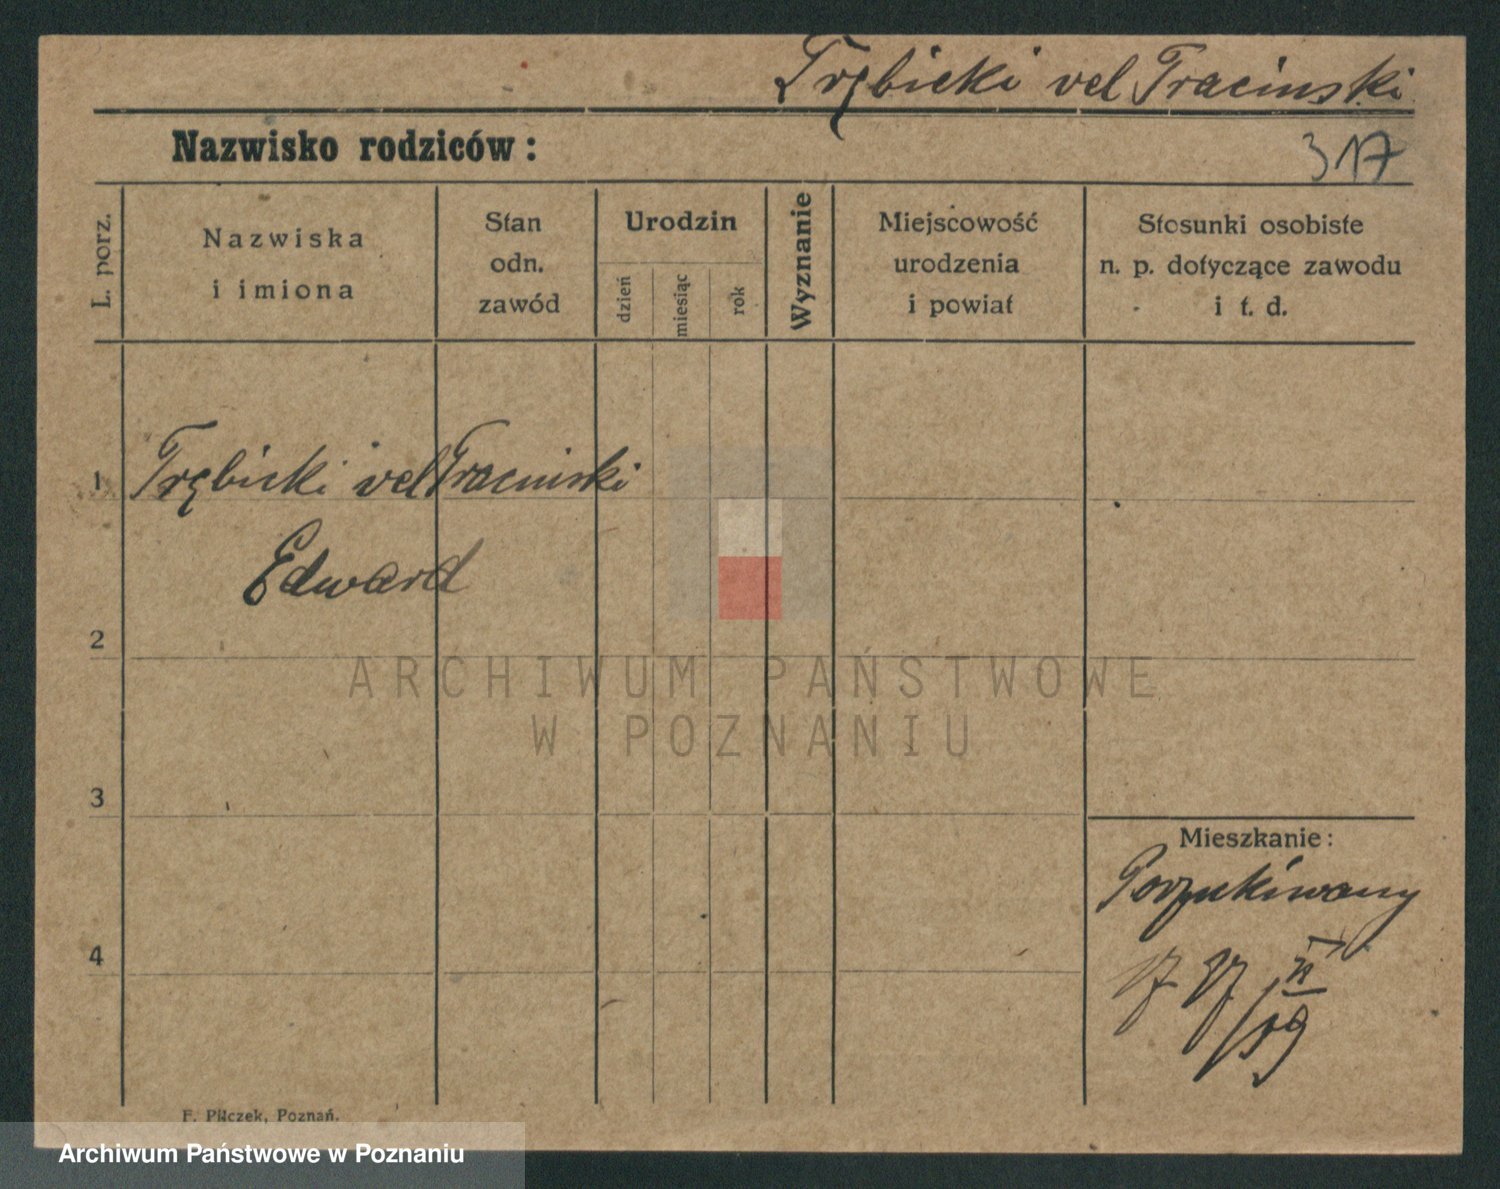 Trębicki vel Tracinski
Nazwisko rodziców:
317
L. porz.
Nazwiska
i imiona
Stan
odn.
zawód
Urodzin
dzień
miesiąc
rok
Wyznanie
Miejscowość
urodzenia
i powiat
Stosunki osobiste
n. p. dotyczące zawodu
i t. d.
1
Trębicki vel Tracinski
Edward
2
ARCHIWUM PAŃSTWOWE
W POZNANIU
3
Mieszkanie:
Poszukiwany
4
F. Pilczek, Poznań.
Archiwum Państwowe w Poznaniu